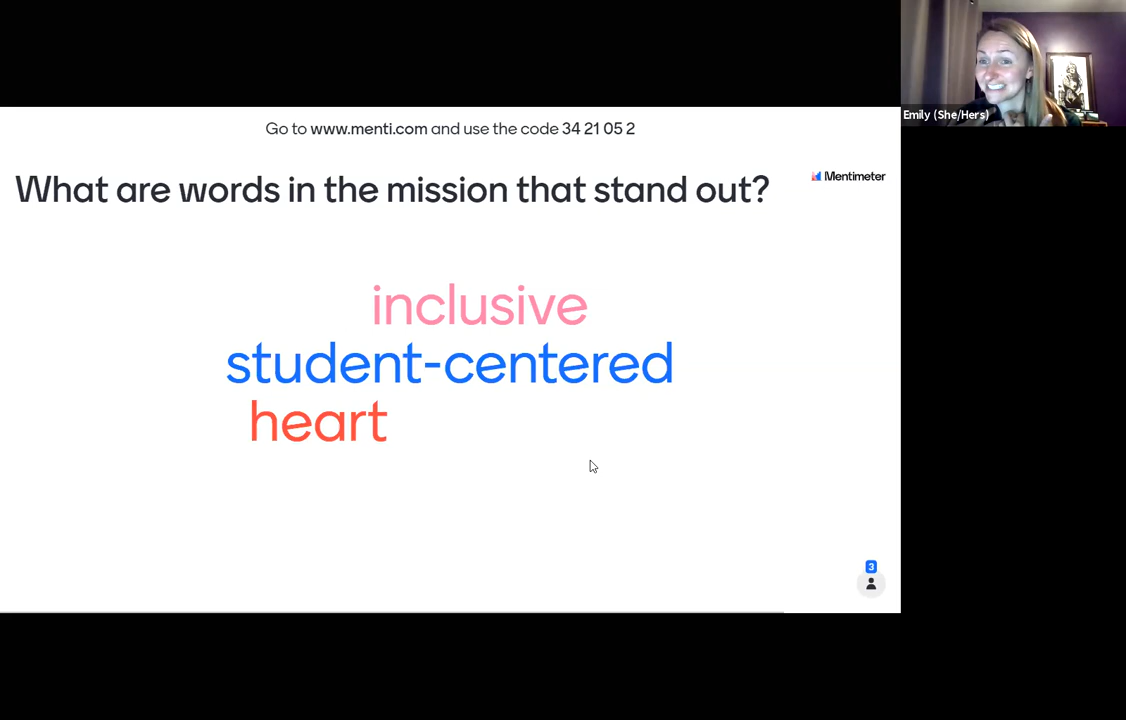 Go to www.menti.com and use the code 34 21 05 2
Emily (She/Hers)
What are words in the mission that stand out?
Mentimeter
inclusive
student-centered
heart
3